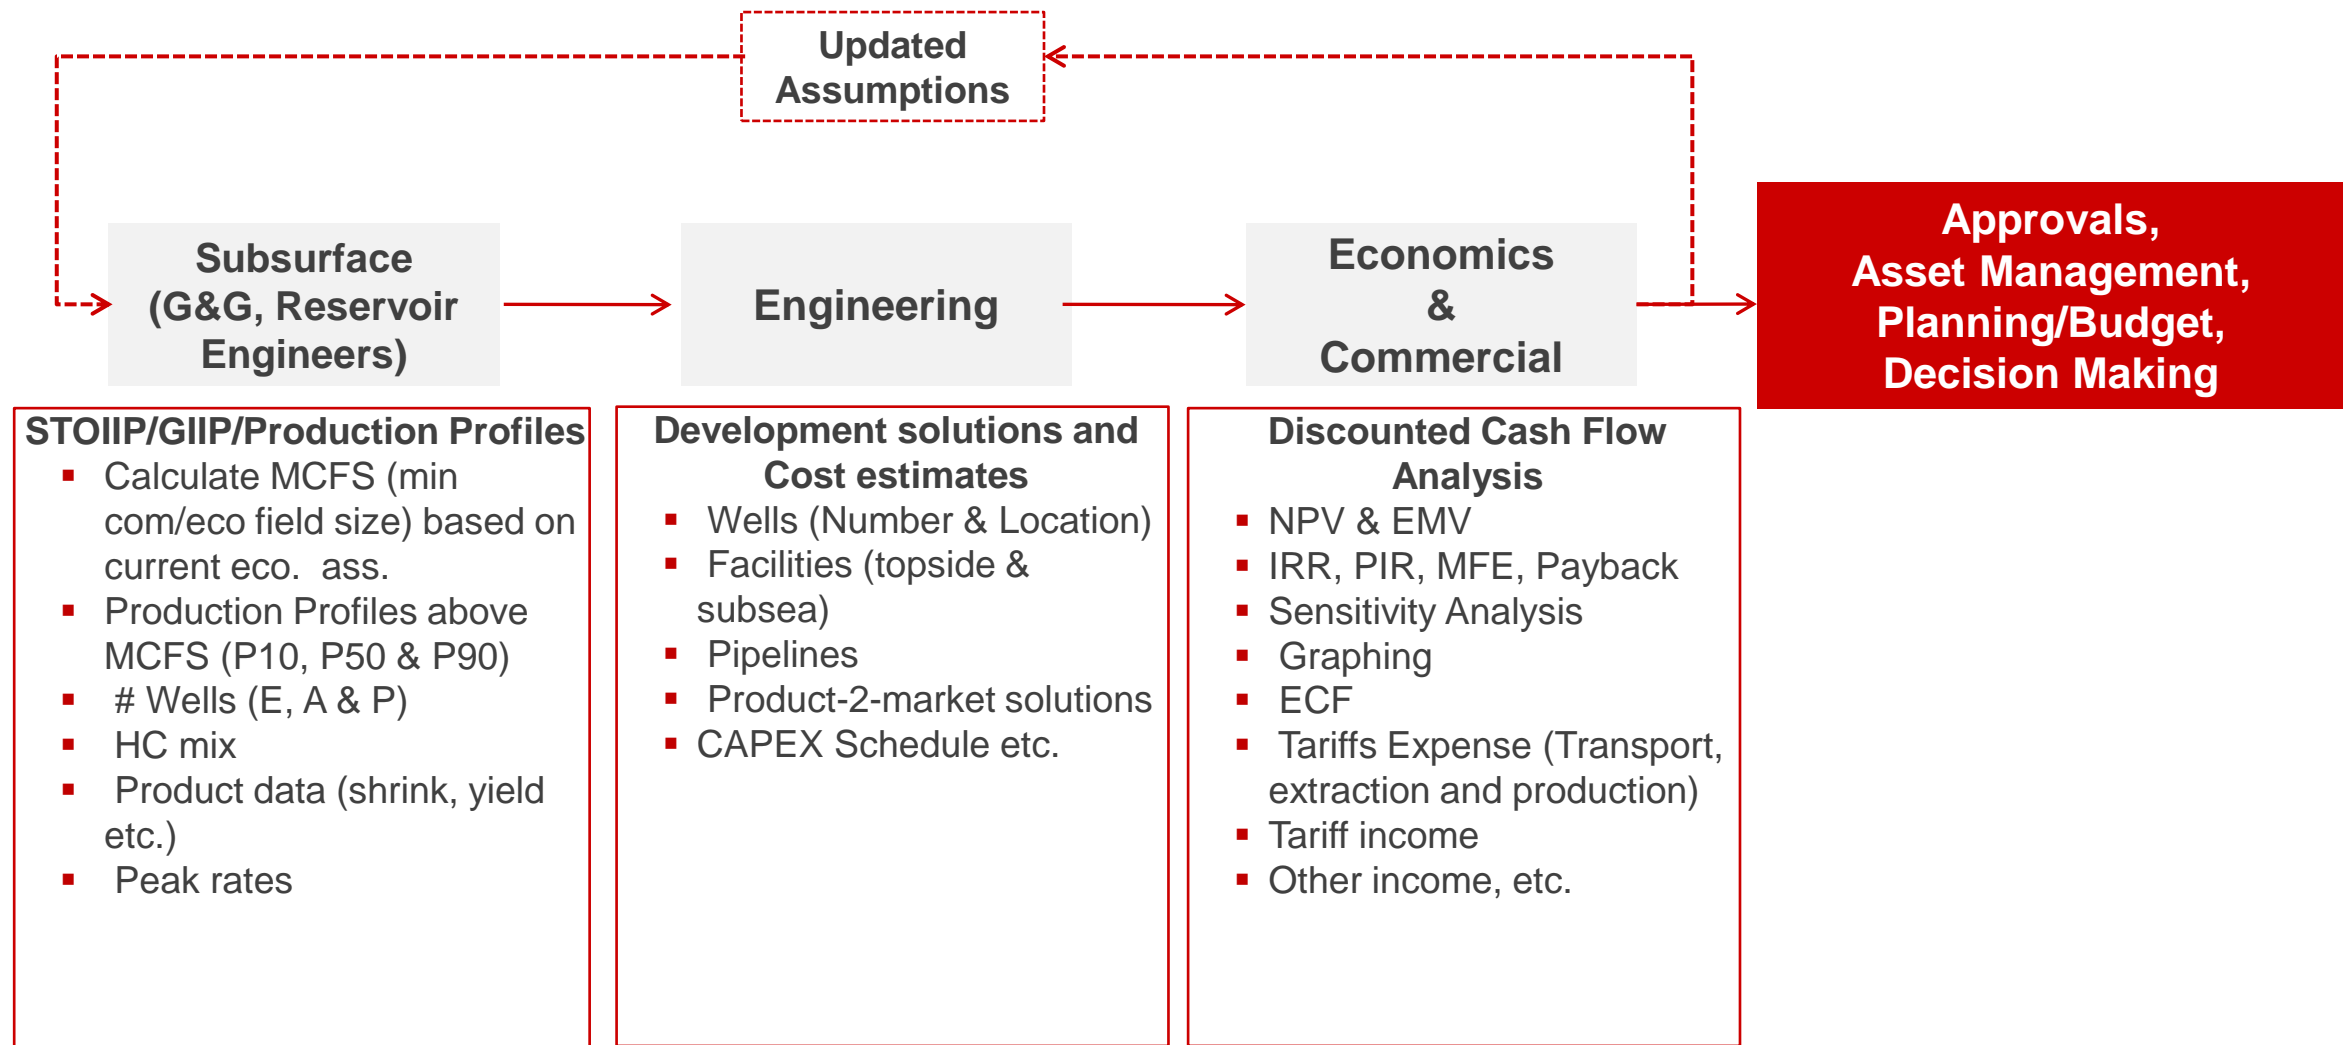 Updated
Assumptions
Subsurface
(G&G, Reservoir
Engineers)
Engineering
Economics
&
Commercial
Approvals,
Asset Management,
Planning/Budget,
Decision Making
STOIIP/GIIP/Production Profiles
▪ Calculate MCFS (min
com/eco field size) based on
current eco. ass.
▪ Production Profiles above
MCFS (P10, P50 & P90)
▪ # Wells (E, A & P)
▪ HC mix
▪ Product data (shrink, yield
etc.)
▪ Peak rates
Development solutions and
Cost estimates
▪ Wells (Number & Location)
▪ Facilities (topside &
subsea)
▪ Pipelines
▪ Product-2-market solutions
▪ CAPEX Schedule etc.
Discounted Cash Flow
Analysis
▪ NPV & EMV
▪ IRR, PIR, MFE, Payback
▪ Sensitivity Analysis
▪ Graphing
▪ ECF
▪ Tariffs Expense (Transport,
extraction and production)
▪ Tariff income
▪ Other income, etc.